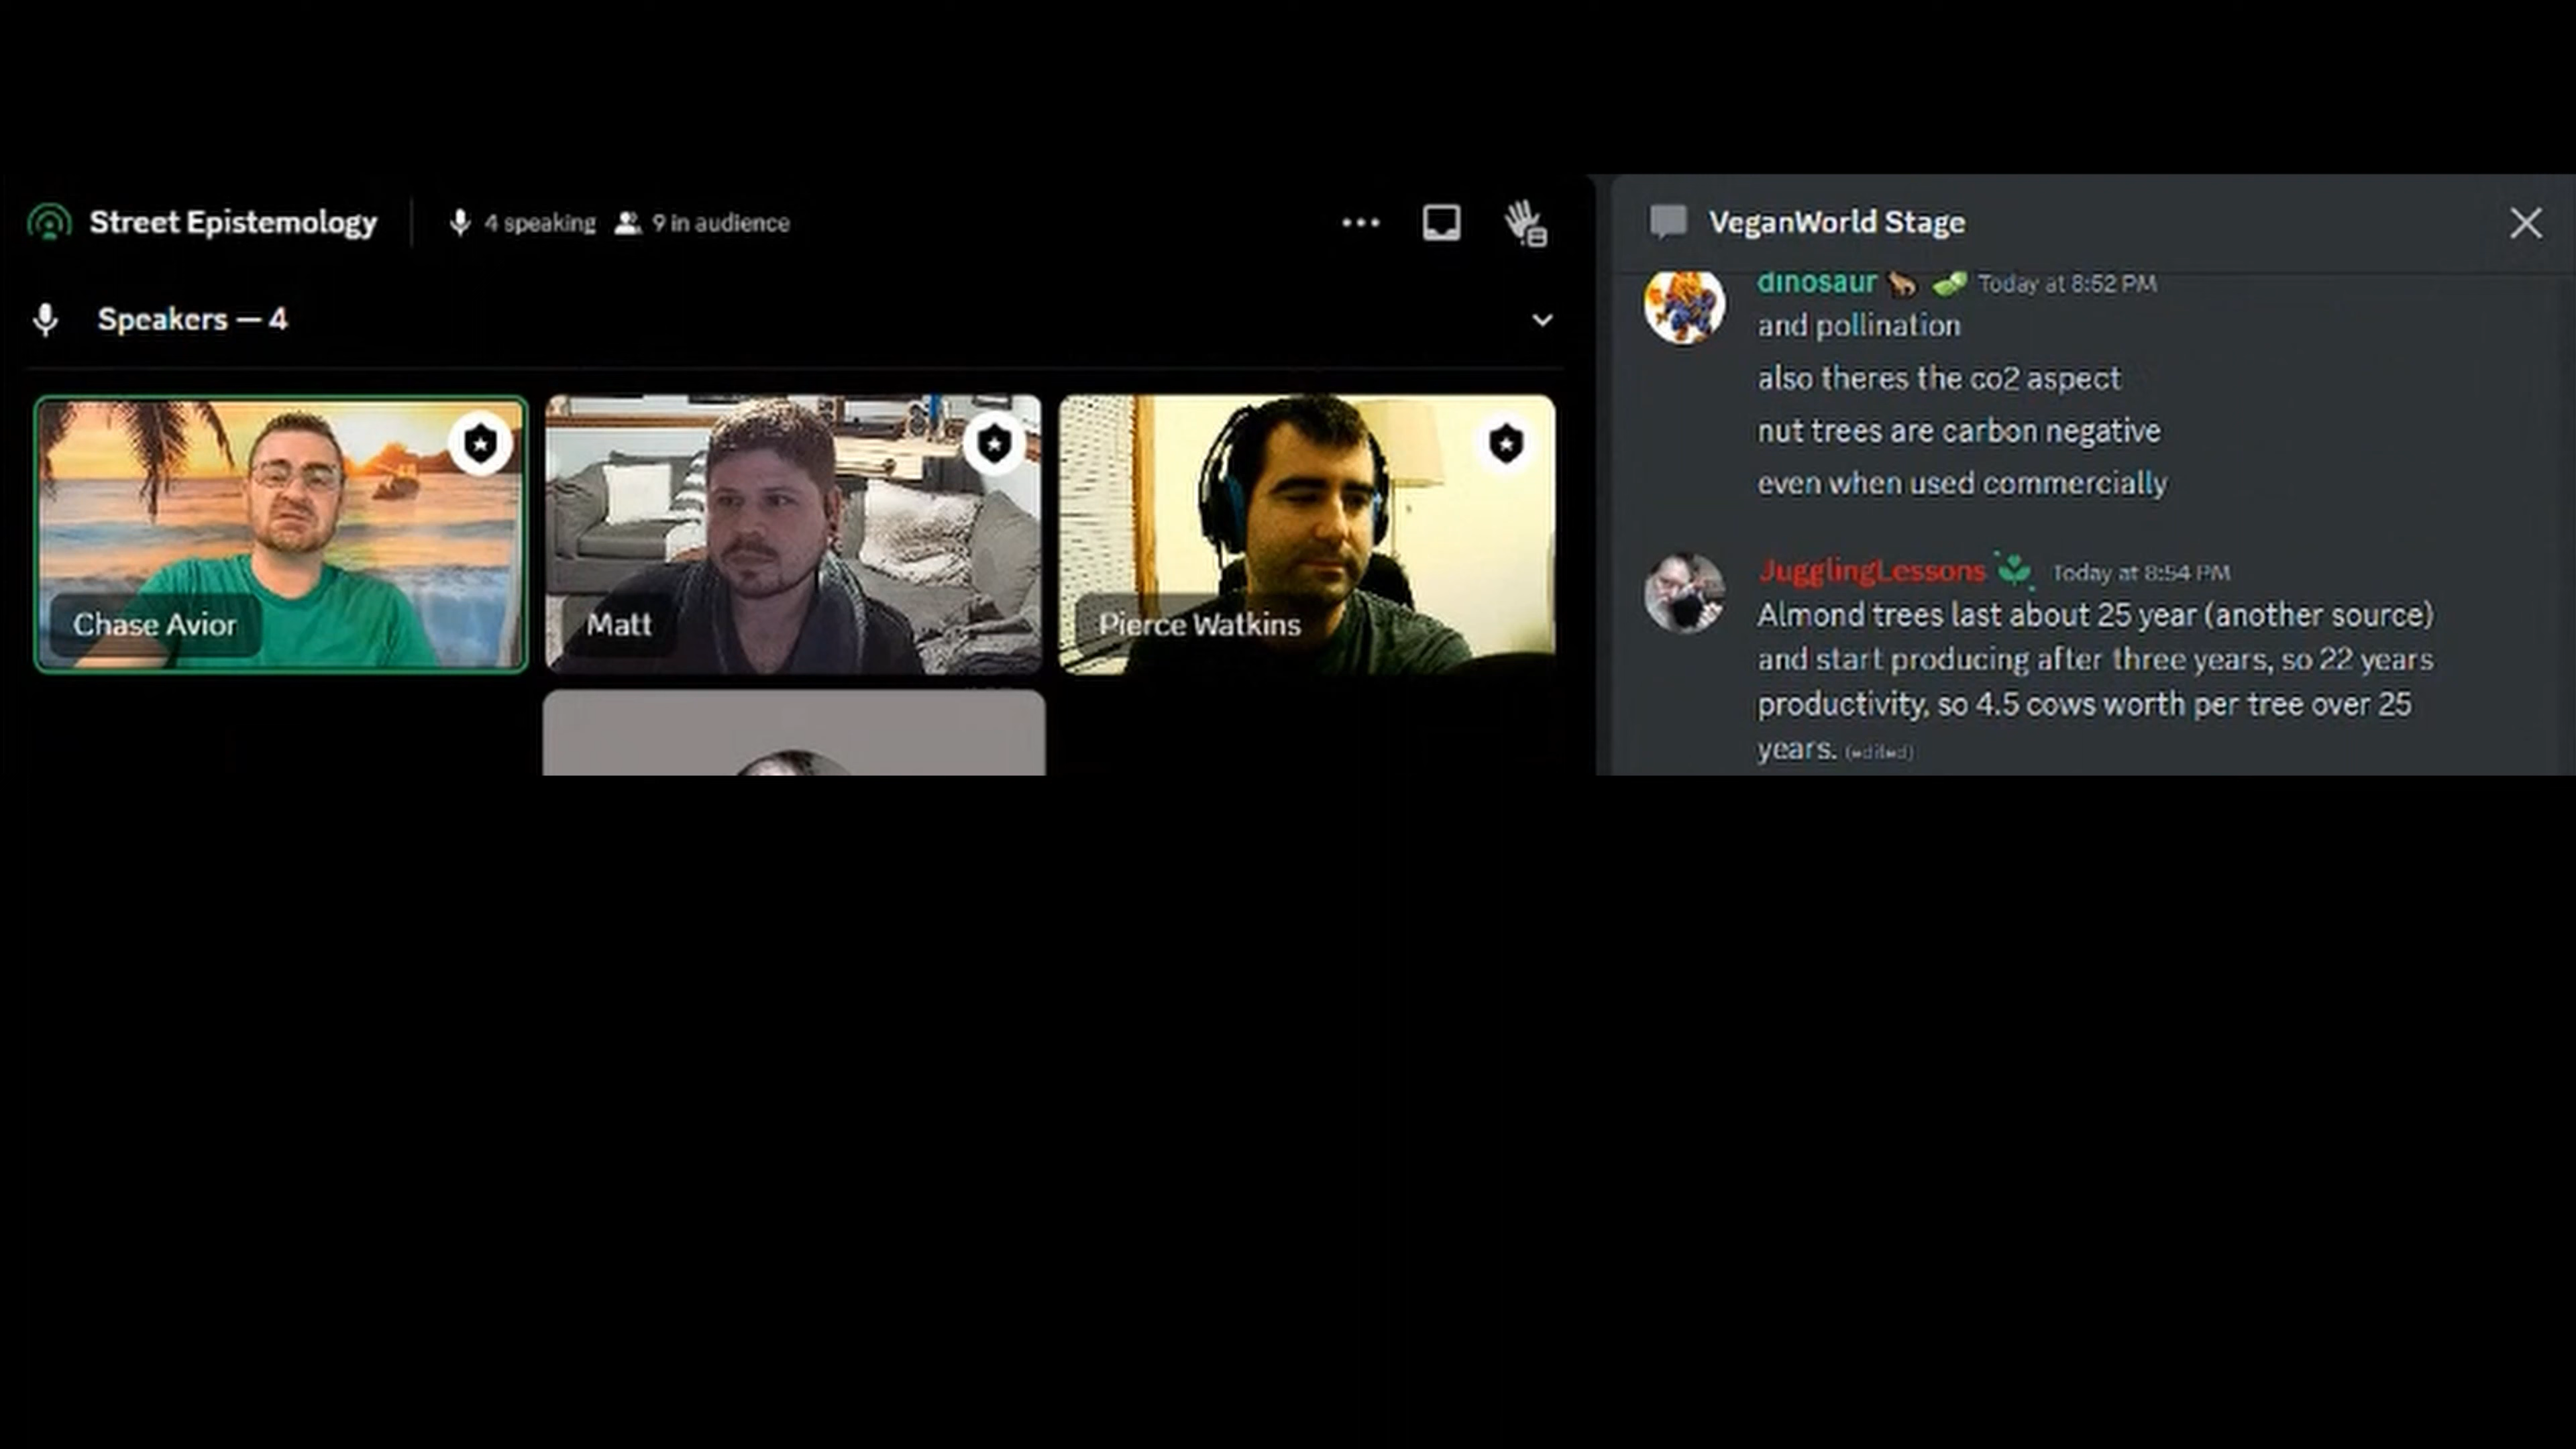 Street Epistemology
4 speaking
9 in audience
Speakers — 4
Chase Avior
Matt
Pierce Watkins
VeganWorld Stage
dinosaur Today at 8:52 PM
and pollination
also theres the co2 aspect
nut trees are carbon negative
even when used commercially
JugglingLessons Today at 8:54 PM
Almond trees last about 25 year (another source)
and start producing after three years, so 22 years
productivity, so 4.5 cows worth per tree over 25
years. (edited)